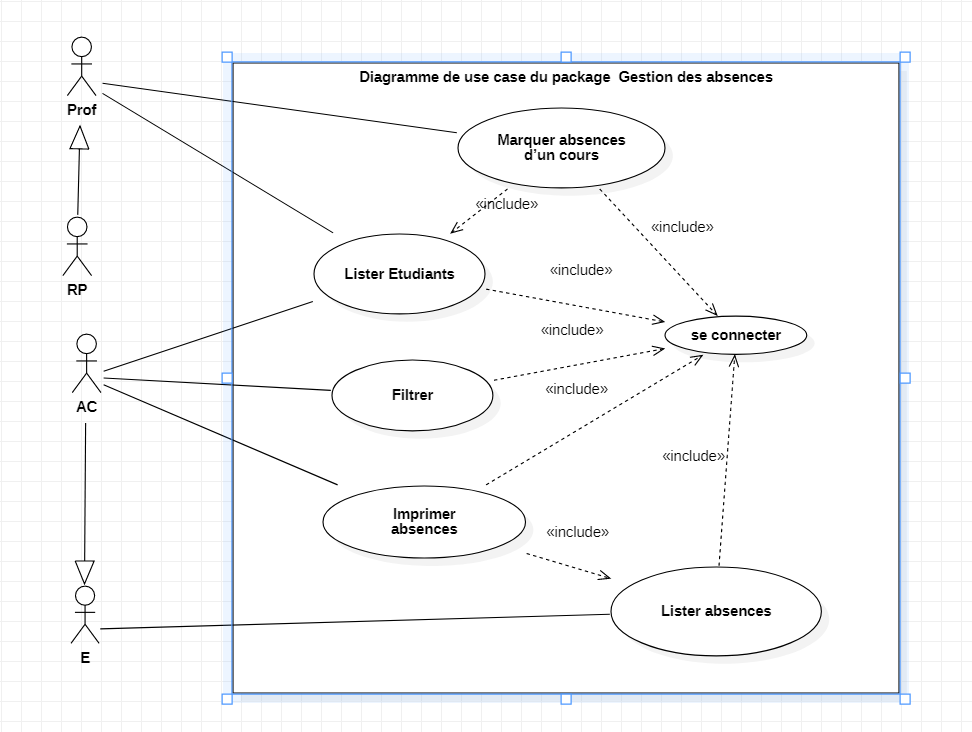 Diagramme de use case du package  Gestion des absences
Prof
Marquer absences
d’un cours
«include»
«include»
RP
Lister Etudiants
«include»
«include»
se connecter
AC
Filtrer
«include»
«include»
Imprimer
absences
«include»
Lister absences
E